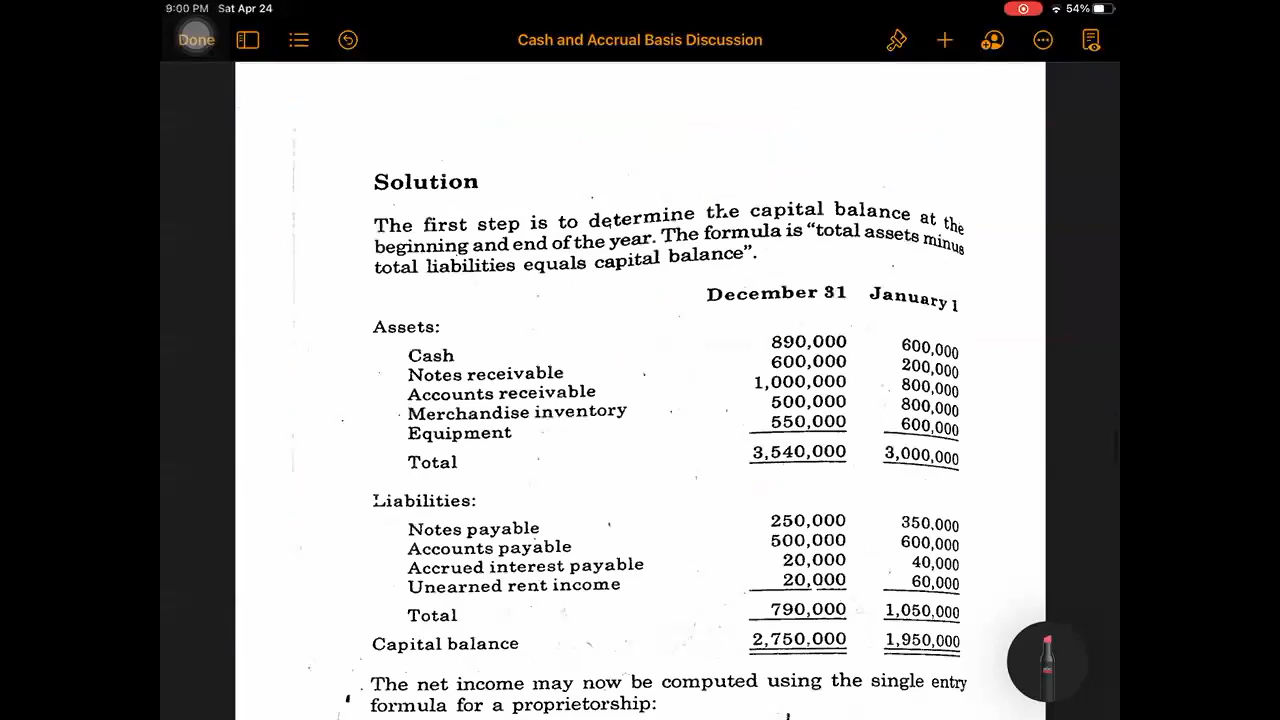 9:00 PM Sat Apr 24
54%
Done
Cash and Accrual Basis Discussion
Solution
The first step is to determine the capital balance at the
beginning and end of the year. The formula is “total assets minus
total liabilities equals capital balance”.
December 31 January 1
Assets:
Cash 890,000 600,000
Notes receivable 600,000 200,000
Accounts receivable 1,000,000 800,000
Merchandise inventory 500,000 800,000
Equipment 550,000 600,000
Total 3,540,000 3,000,000
Liabilities:
Notes payable 250,000 350,000
Accounts payable 500,000 600,000
Accrued interest payable 20,000 40,000
Unearned rent income 20,000 60,000
Total 790,000 1,050,000
Capital balance 2,750,000 1,950,000
The net income may now be computed using the single entry
formula for a proprietorship: